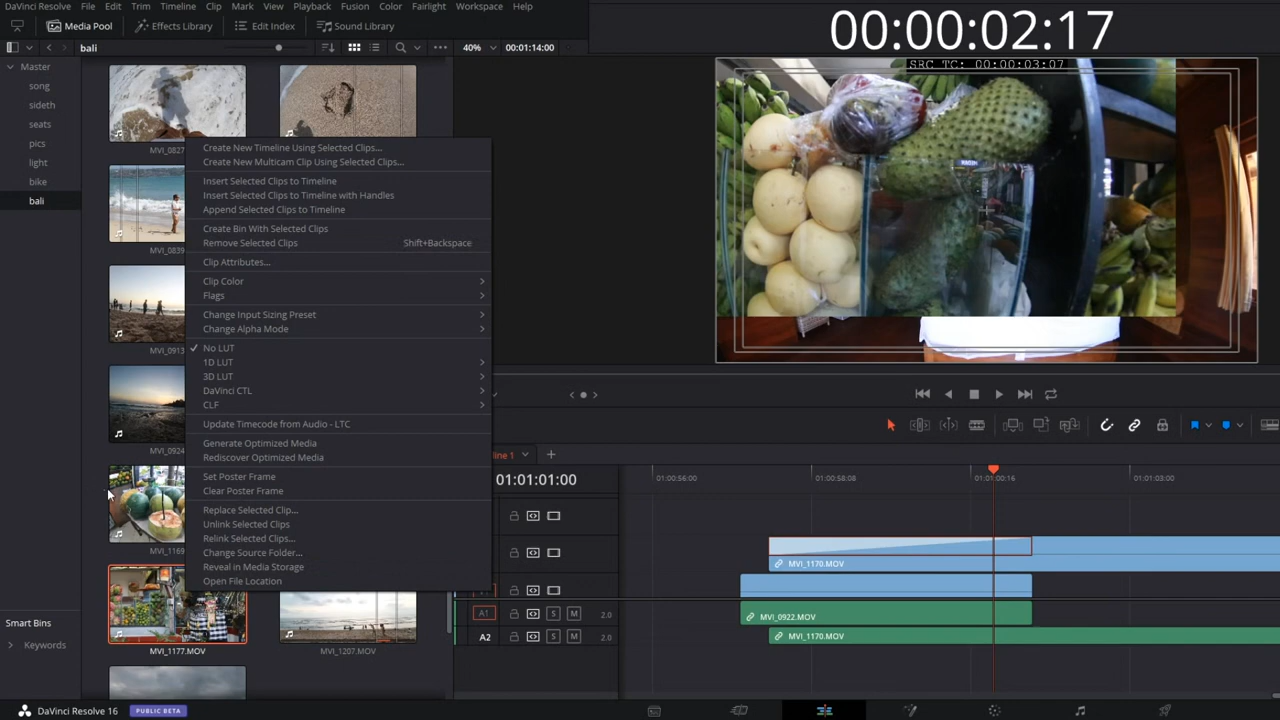 DaVinci Resolve File Edit Trim Timeline Clip Mark View Playback Fusion Color Fairlight Workspace Help
Media Pool Effects Library Edit Index Sound Library
bali 40% 00:01:14:00
00:00:02:17
SRC TC: 00:00:03:07
Master
song
sideth
seats
pics
light
bike
bali
MVI_0827
MVI_0839
MVI_0913
MVI_0924
MVI_1169
MVI_1177.MOV
MVI_1207.MOV
Create New Timeline Using Selected Clips...
Create New Multicam Clip Using Selected Clips...
Insert Selected Clips to Timeline
Insert Selected Clips to Timeline with Handles
Append Selected Clips to Timeline
Create Bin With Selected Clips
Remove Selected Clips Shift+Backspace
Clip Attributes...
Clip Color
Flags
Change Input Sizing Preset
Change Alpha Mode
No LUT
1D LUT
3D LUT
DaVinci CTL
CLF
Update Timecode from Audio - LTC
Generate Optimized Media
Rediscover Optimized Media
Set Poster Frame
Clear Poster Frame
Replace Selected Clip...
Unlink Selected Clips
Relink Selected Clips...
Change Source Folder...
Reveal in Media Storage
Open File Location
Smart Bins
Keywords
line 1
01:01:01:00
01:00:56:00 01:00:58:08 01:01:00:16 01:01:03:00
MVI_1170.MOV
A1 S M 2.0 MVI_0922.MOV
A2 S M 2.0 MVI_1170.MOV
DaVinci Resolve 16 PUBLIC BETA